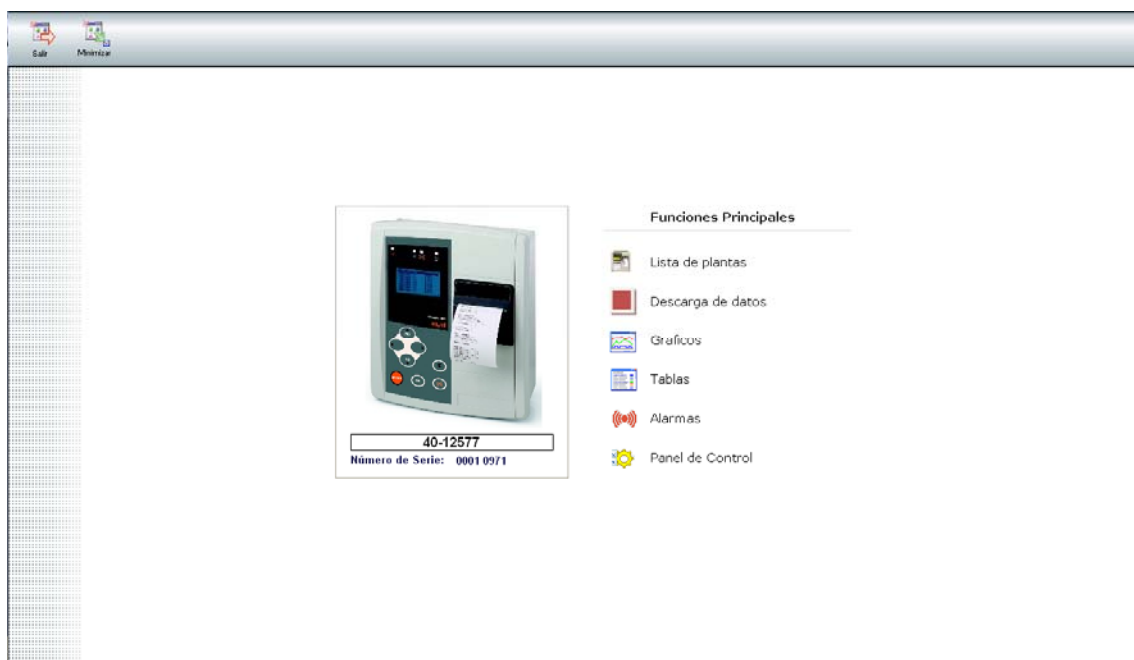 Salir
Minimizar
Funciones Principales
Lista de plantas
Descarga de datos
Graficos
Tablas
Alarmas
Panel de Control
40-12577
Número de Serie: 0001 0971